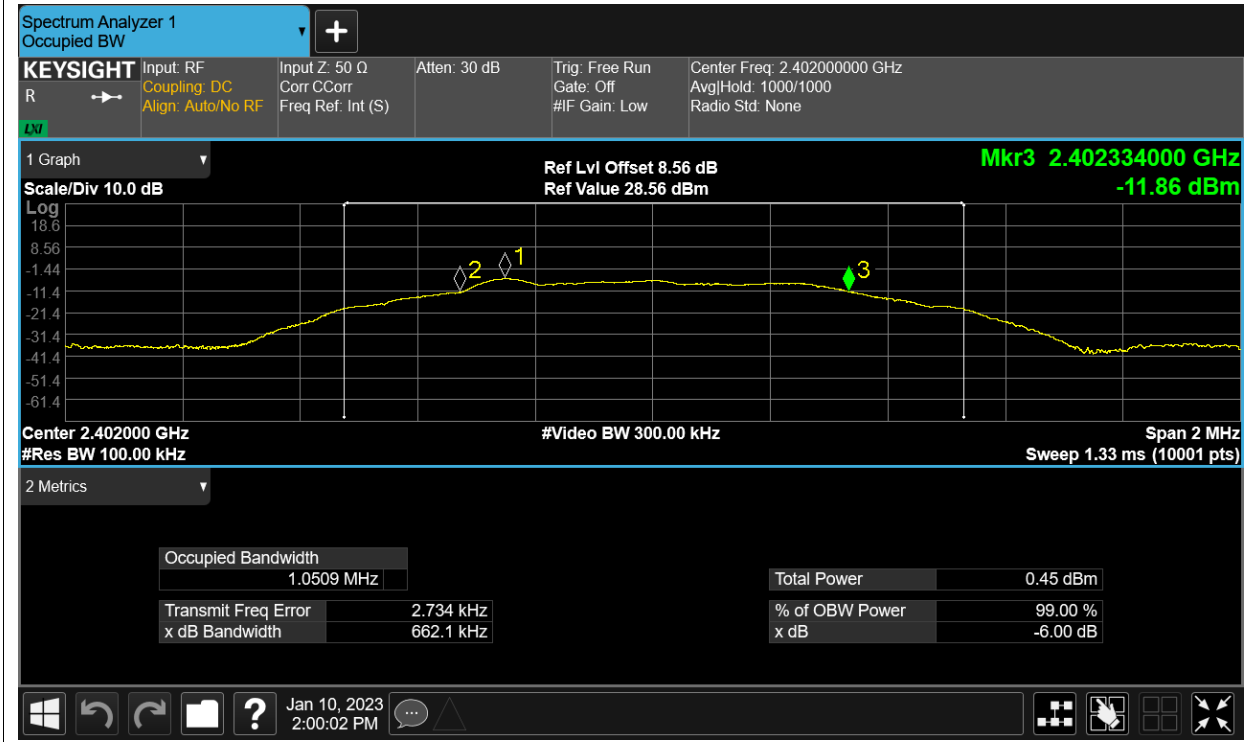 Spectrum Analyzer 1
Occupied BW
KEYSIGHT
R
LXI
Input: RF
Coupling: DC
Align: Auto/No RF
Input Z: 50 Ω
Corr CCorr
Freq Ref: Int (S)
Atten: 30 dB
Trig: Free Run
Gate: Off
#IF Gain: Low
Center Freq: 2.402000000 GHz
Avg|Hold: 1000/1000
Radio Std: None
1 Graph
Scale/Div 10.0 dB
Ref Lvl Offset 8.56 dB
Ref Value 28.56 dBm
Mkr3 2.402334000 GHz
-11.86 dBm
Log
18.6
8.56
-1.44
-11.4
-21.4
-31.4
-41.4
-51.4
-61.4
2
1
3
Center 2.402000 GHz
#Res BW 100.00 kHz
#Video BW 300.00 kHz
Span 2 MHz
Sweep 1.33 ms (10001 pts)
2 Metrics
Occupied Bandwidth
1.0509 MHz
Transmit Freq Error 2.734 kHz
x dB Bandwidth 662.1 kHz
Total Power 0.45 dBm
% of OBW Power 99.00 %
x dB -6.00 dB
?
Jan 10, 2023
2:00:02 PM